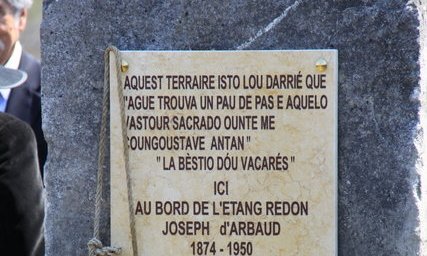 AQUEST TERRAIRE ISTO LOU DARRIÉ QUE
'AGUE TROUVA UN PAU DE PAS E AQUELO
VASTOUR SACRADO OUNTE ME
COUNGOUSTAVE ANTAN"
"LA BÈSTIO DÓU VACARÉS"
ICI
AU BORD DE L'ETANG REDON
JOSEPH d'ARBAUD
1874 - 1950